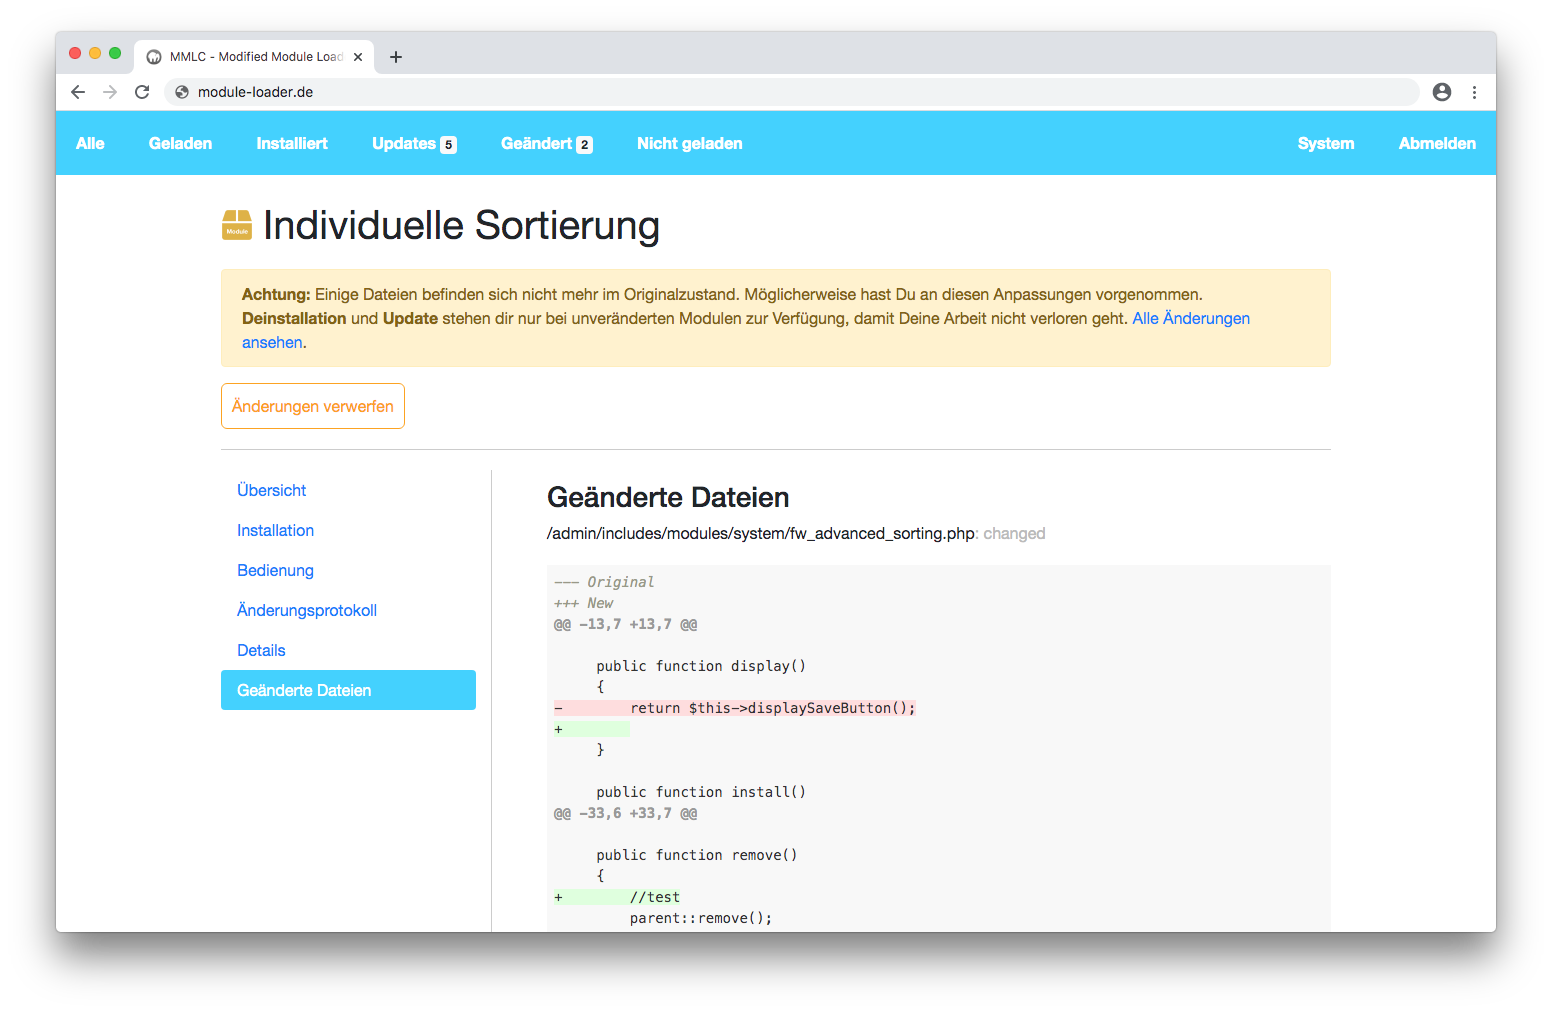 MMLC - Modified Module Load
module-loader.de
Alle Geladen Installiert Updates 5 Geändert 2 Nicht geladen System Abmelden
Module
Individuelle Sortierung
Achtung: Einige Dateien befinden sich nicht mehr im Originalzustand. Möglicherweise hast Du an diesen Anpassungen vorgenommen.
Deinstallation und Update stehen dir nur bei unveränderten Modulen zur Verfügung, damit Deine Arbeit nicht verloren geht. Alle Änderungen
ansehen.
Änderungen verwerfen
Übersicht
Installation
Bedienung
Änderungsprotokoll
Details
Geänderte Dateien
Geänderte Dateien
/admin/includes/modules/system/fw_advanced_sorting.php: changed
--- Original
+++ New
@@ -13,7 +13,7 @@
public function display()
{
- return $this->displaySaveButton();
+
}
public function install()
@@ -33,6 +33,7 @@
public function remove()
{
+ //test
parent::remove();